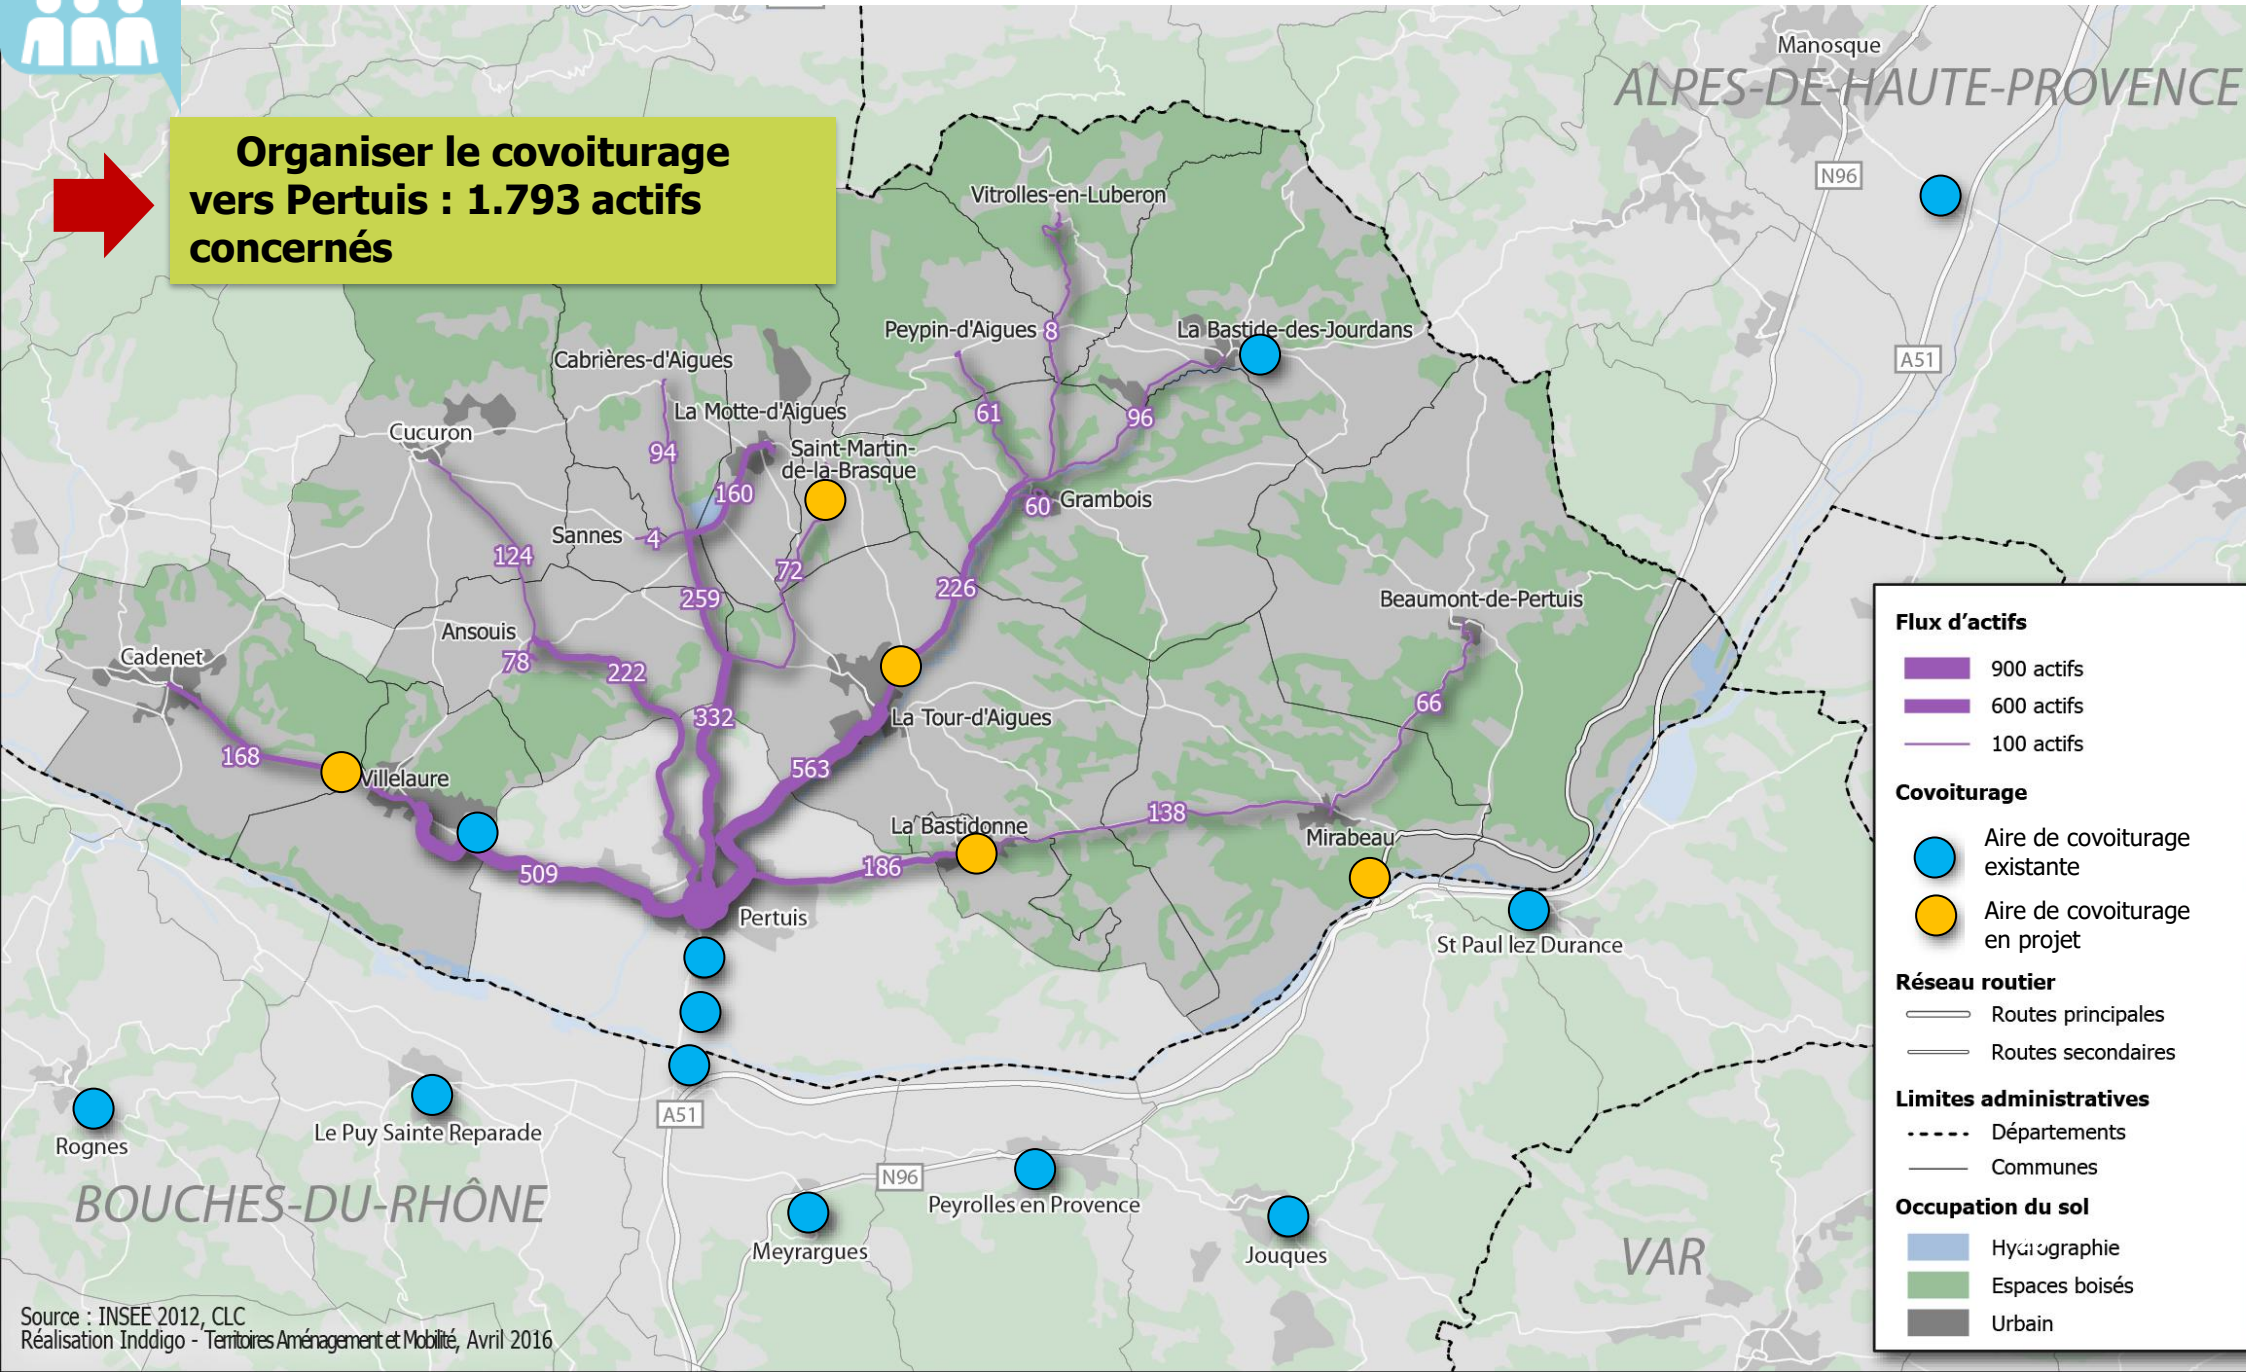 Organiser le covoiturage
vers Pertuis : 1.793 actifs
concernés
Manosque
ALPES-DE-HAUTE-PROVENCE
N96
Vitrolles-en-Luberon
Peypin-d'Aigues
8
La Bastide-des-Jourdans
A51
Cabrières-d'Aigues
La Motte-d'Aigues
61
96
Cucuron
94
Saint-Martin-
de-la-Brasque
160
60
Grambois
Sannes
4
124
72
226
259
Beaumont-de-Pertuis
Ansouis
78
222
Cadenet
66
332
La Tour-d'Aigues
168
Villelaure
563
138
La Bastidonne
Mirabeau
186
509
Pertuis
St Paul lez Durance
A51
Le Puy Sainte Reparade
Rognes
N96
Peyrolles en Provence
BOUCHES-DU-RHÔNE
Meyrargues
Jouques
VAR
Flux d'actifs
900 actifs
600 actifs
100 actifs
Covoiturage
Aire de covoiturage
existante
Aire de covoiturage
en projet
Réseau routier
Routes principales
Routes secondaires
Limites administratives
Départements
Communes
Occupation du sol
Hydrographie
Espaces boisés
Urbain
Source : INSEE 2012, CLC
Réalisation Inddigo - Territoires Aménagement et Mobilité, Avril 2016